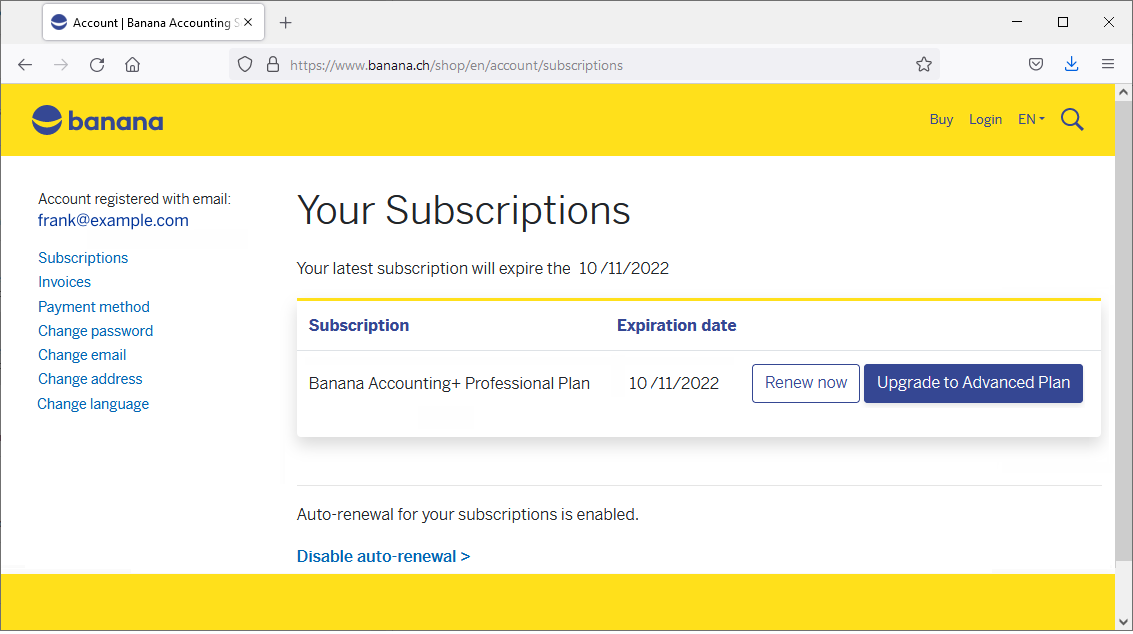 Account | Banana Accounting S
https://www.banana.ch/shop/en/account/subscriptions
banana
Buy Login EN
Account registered with email:
frank@example.com
Subscriptions
Invoices
Payment method
Change password
Change email
Change address
Change language
Your Subscriptions
Your latest subscription will expire the 10 /11/2022
Subscription Expiration date
Banana Accounting+ Professional Plan 10 /11/2022 Renew now Upgrade to Advanced Plan
Auto-renewal for your subscriptions is enabled.
Disable auto-renewal >